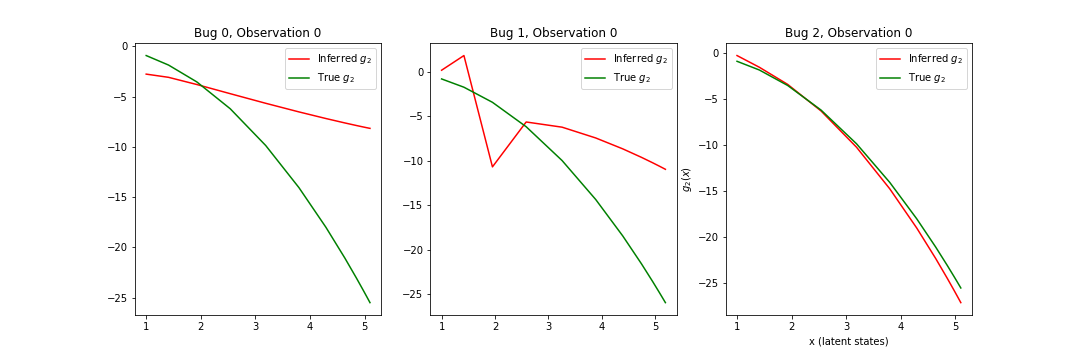 Bug 0, Observation 0
Inferred g₂
True g₂
0
−5
−10
−15
−20
−25
1 2 3 4 5
Bug 1, Observation 0
Inferred g₂
True g₂
0
−5
−10
−15
−20
−25
1 2 3 4 5
Bug 2, Observation 0
Inferred g₂
True g₂
g₂(x)
0
−5
−10
−15
−20
−25
1 2 3 4 5
x (latent states)